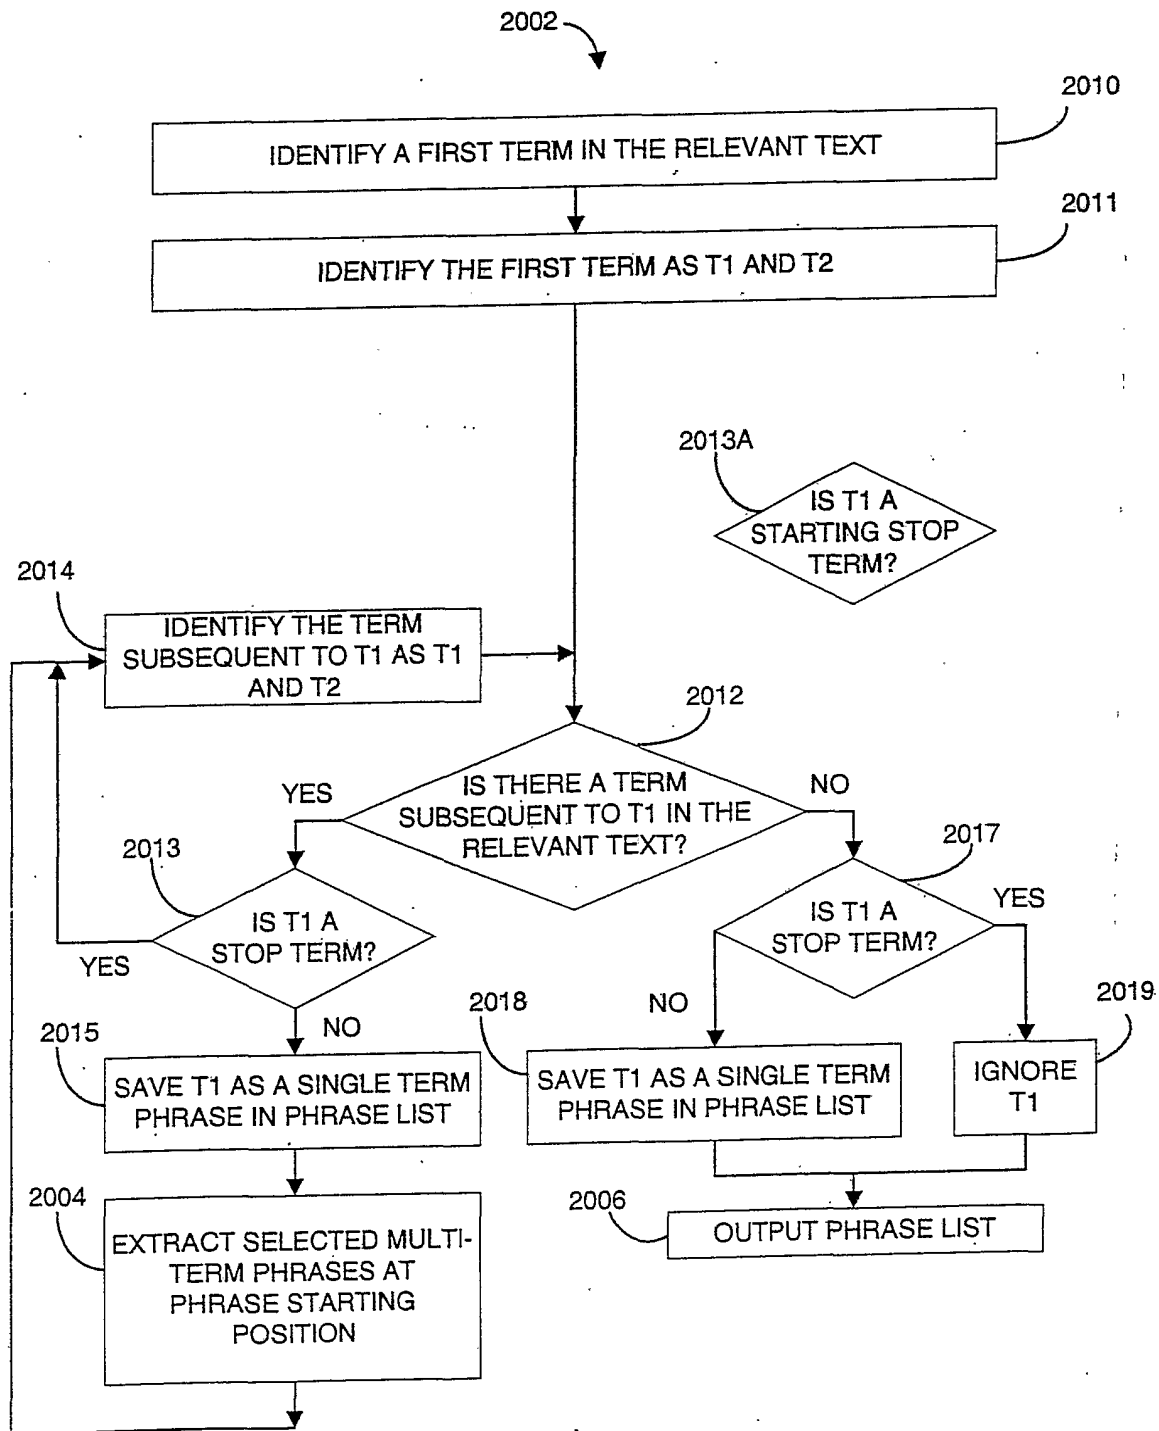 2002
2010
IDENTIFY A FIRST TERM IN THE RELEVANT TEXT
2011
IDENTIFY THE FIRST TERM AS T1 AND T2
2013A
IS T1 A
STARTING STOP
TERM?
2014
IDENTIFY THE TERM
SUBSEQUENT TO T1 AS T1
AND T2
2012
IS THERE A TERM
SUBSEQUENT TO T1 IN THE
RELEVANT TEXT?
YES
NO
2013
IS T1 A
STOP TERM?
YES
NO
2017
IS T1 A
STOP TERM?
YES
NO
2015
SAVE T1 AS A SINGLE TERM
PHRASE IN PHRASE LIST
2018
SAVE T1 AS A SINGLE TERM
PHRASE IN PHRASE LIST
2019
IGNORE
T1
2004
EXTRACT SELECTED MULTI-
TERM PHRASES AT
PHRASE STARTING
POSITION
2006
OUTPUT PHRASE LIST